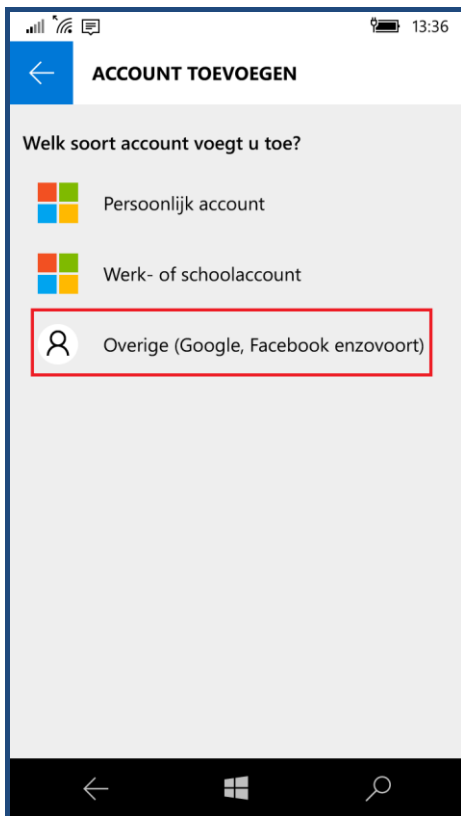 13:36
ACCOUNT TOEVOEGEN
Welk soort account voegt u toe?
Persoonlijk account
Werk- of schoolaccount
Overige (Google, Facebook enzovoort)